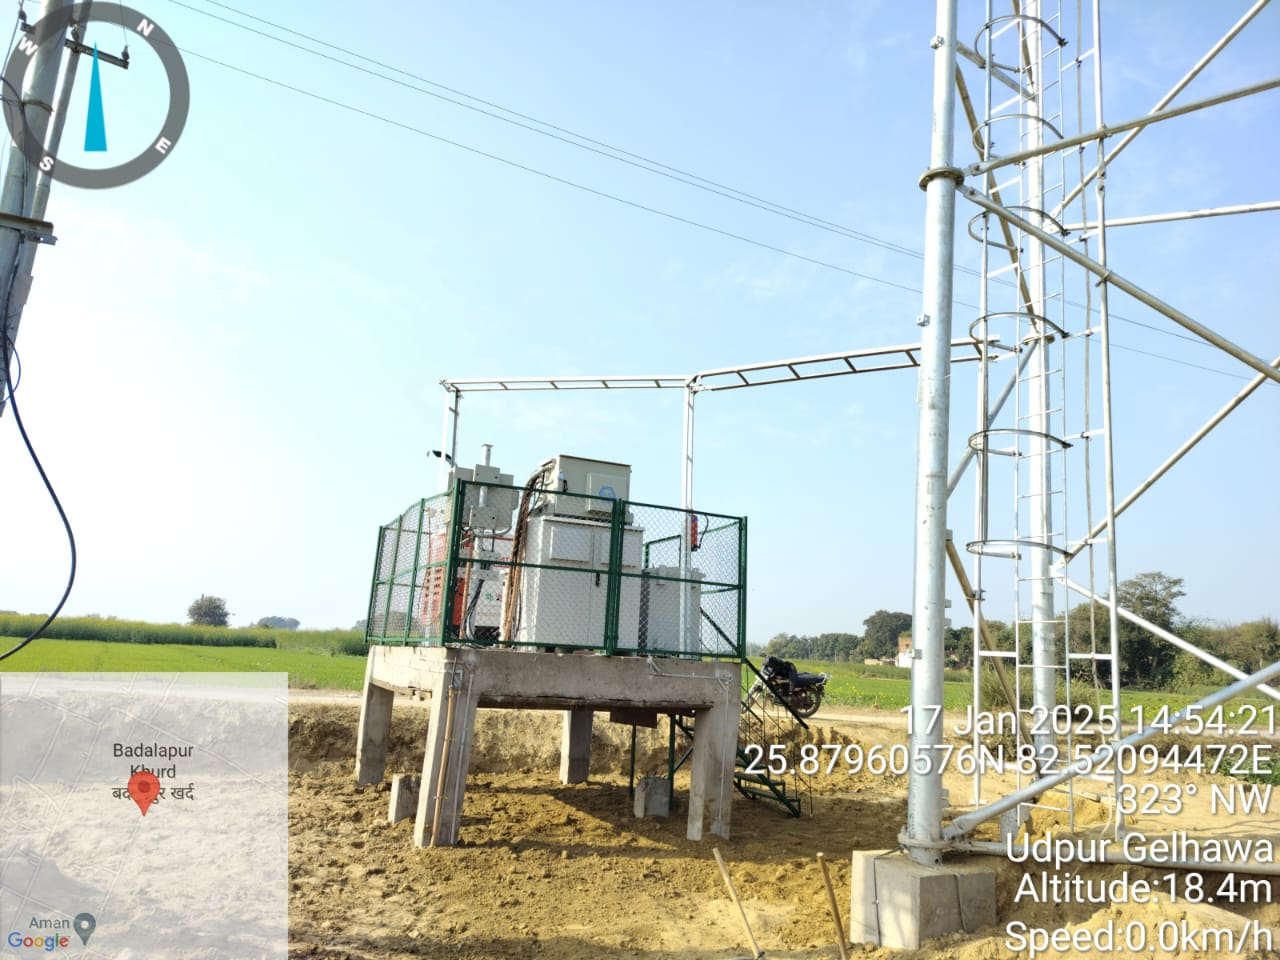 N
W
E
S
17 Jan 2025 14:54:21
25.87960576N 82.52094472E
323° NW
Udpur Gelhawa
Altitude:18.4m
Speed:0.0km/h
Badalapur
Khurd
खर्द
Aman
Google